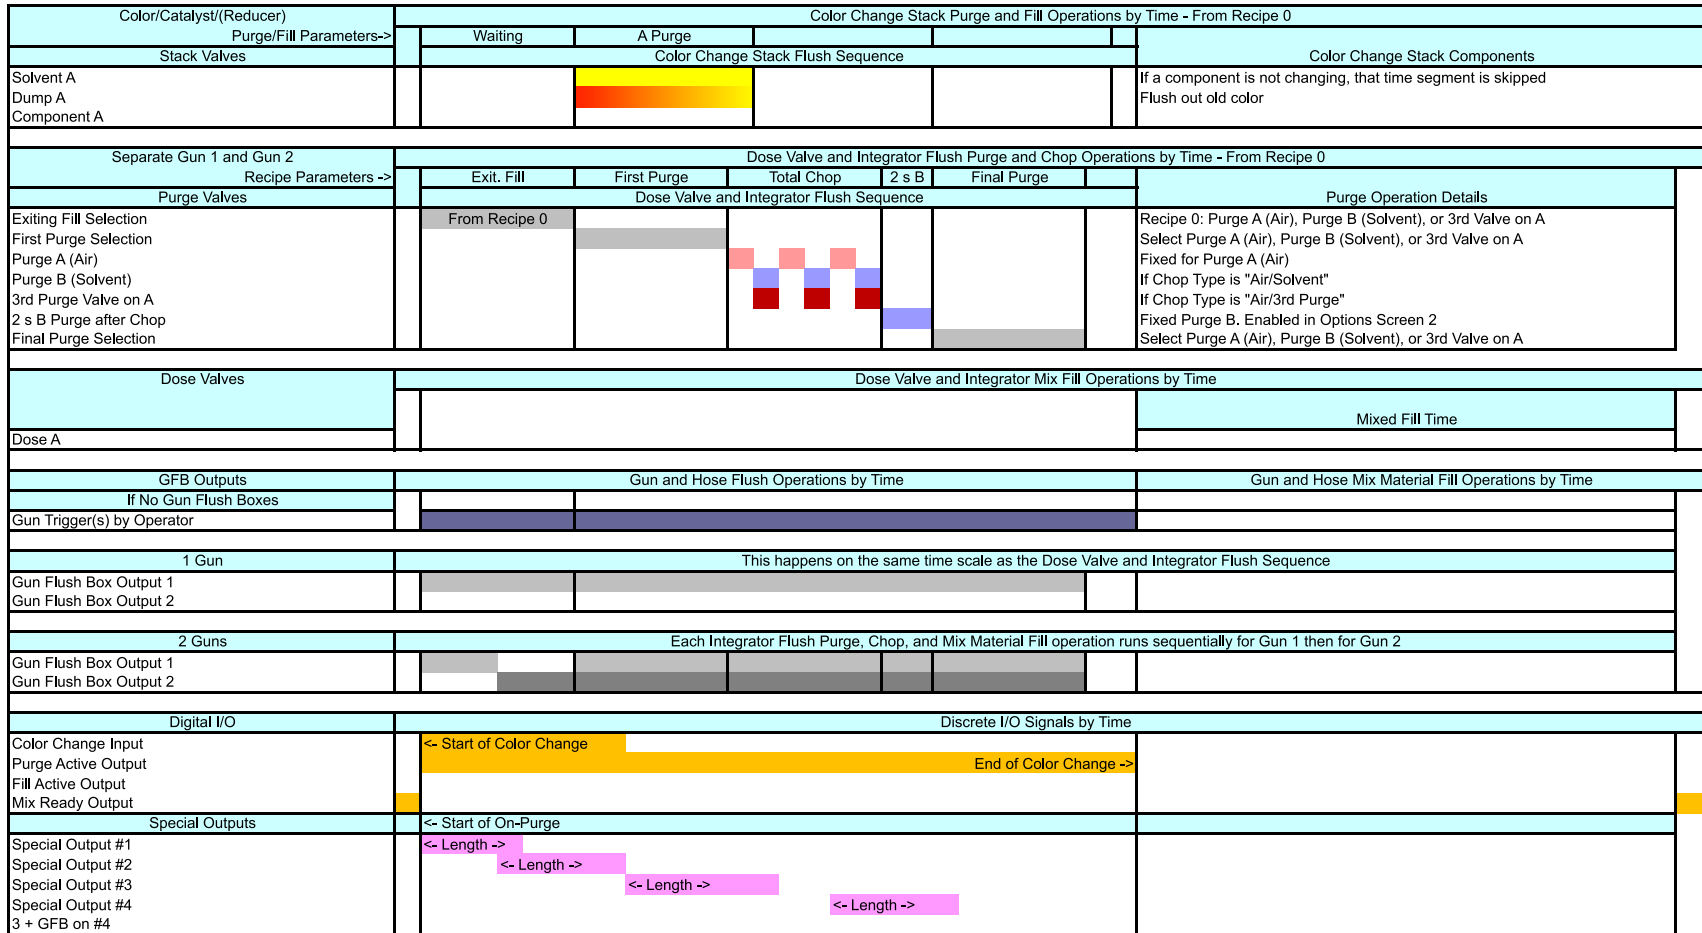 Color/Catalyst/(Reducer) Color Change Stack Purge and Fill Operations by Time - From Recipe 0
Purge/Fill Parameters-> Waiting A Purge
Stack Valves Color Change Stack Flush Sequence Color Change Stack Components
Solvent A If a component is not changing, that time segment is skipped
Dump A Flush out old color
Component A
Separate Gun 1 and Gun 2 Dose Valve and Integrator Flush Purge and Chop Operations by Time - From Recipe 0
Recipe Parameters -> Exit. Fill First Purge Total Chop 2 s B Final Purge
Purge Valves Dose Valve and Integrator Flush Sequence Purge Operation Details
Exiting Fill Selection From Recipe 0 Recipe 0: Purge A (Air), Purge B (Solvent), or 3rd Valve on A
First Purge Selection Select Purge A (Air), Purge B (Solvent), or 3rd Valve on A
Purge A (Air) Fixed for Purge A (Air)
Purge B (Solvent) If Chop Type is "Air/Solvent"
3rd Purge Valve on A If Chop Type is "Air/3rd Purge"
2 s B Purge after Chop Fixed Purge B. Enabled in Options Screen 2
Final Purge Selection Select Purge A (Air), Purge B (Solvent), or 3rd Valve on A
Dose Valves Dose Valve and Integrator Mix Fill Operations by Time
Mixed Fill Time
Dose A
GFB Outputs Gun and Hose Flush Operations by Time Gun and Hose Mix Material Fill Operations by Time
If No Gun Flush Boxes
Gun Trigger(s) by Operator
1 Gun This happens on the same time scale as the Dose Valve and Integrator Flush Sequence
Gun Flush Box Output 1
Gun Flush Box Output 2
2 Guns Each Integrator Flush Purge, Chop, and Mix Material Fill operation runs sequentially for Gun 1 then for Gun 2
Gun Flush Box Output 1
Gun Flush Box Output 2
Digital I/O Discrete I/O Signals by Time
Color Change Input <- Start of Color Change
Purge Active Output End of Color Change ->
Fill Active Output
Mix Ready Output
Special Outputs <- Start of On-Purge
Special Output #1 <- Length ->
Special Output #2 <- Length ->
Special Output #3 <- Length ->
Special Output #4 <- Length ->
3 + GFB on #4